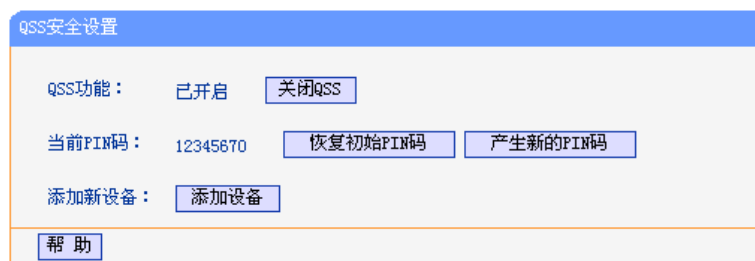 QSS安全设置
QSS功能： 已开启 关闭QSS
当前PIN码： 12345670 恢复初始PIN码 产生新的PIN码
添加新设备： 添加设备
帮 助